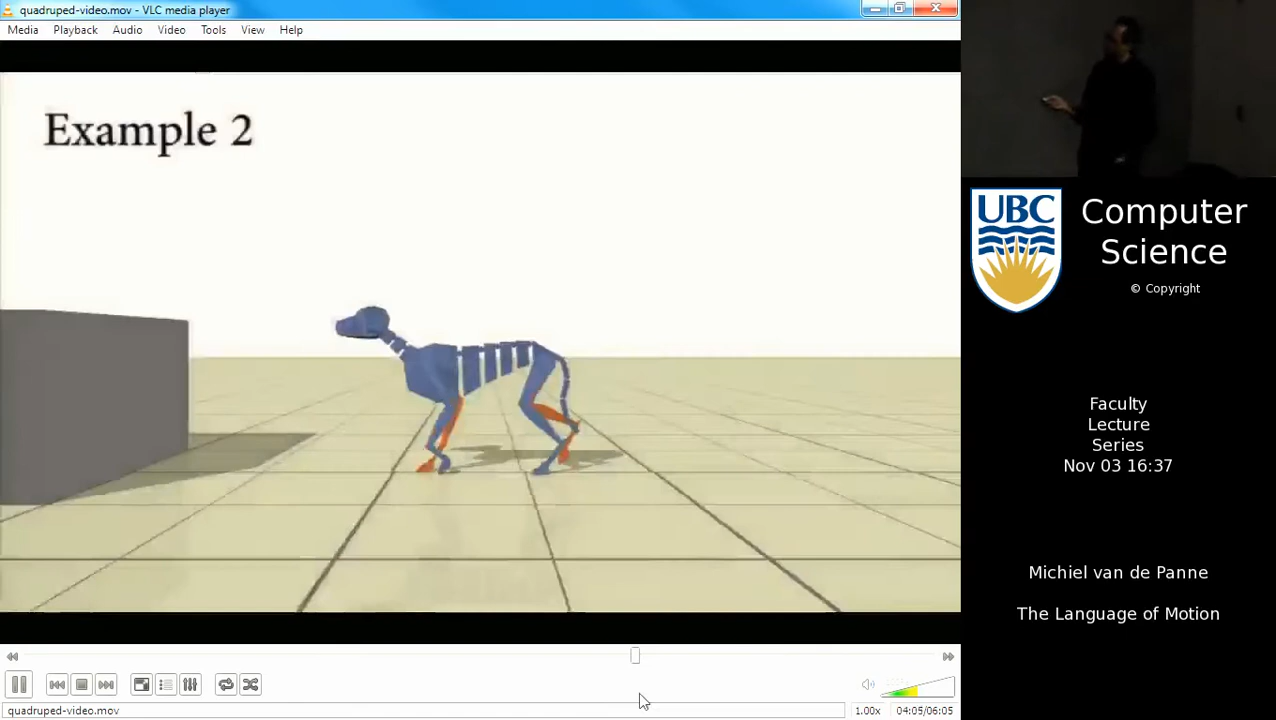 quadruped-video.mov - VLC media player
Media Playback Audio Video Tools View Help
Example 2
quadruped-video.mov
1.00x 04:05/06:05
UBC
Computer
Science
© Copyright
Faculty
Lecture
Series
Nov 03 16:37
Michiel van de Panne
The Language of Motion